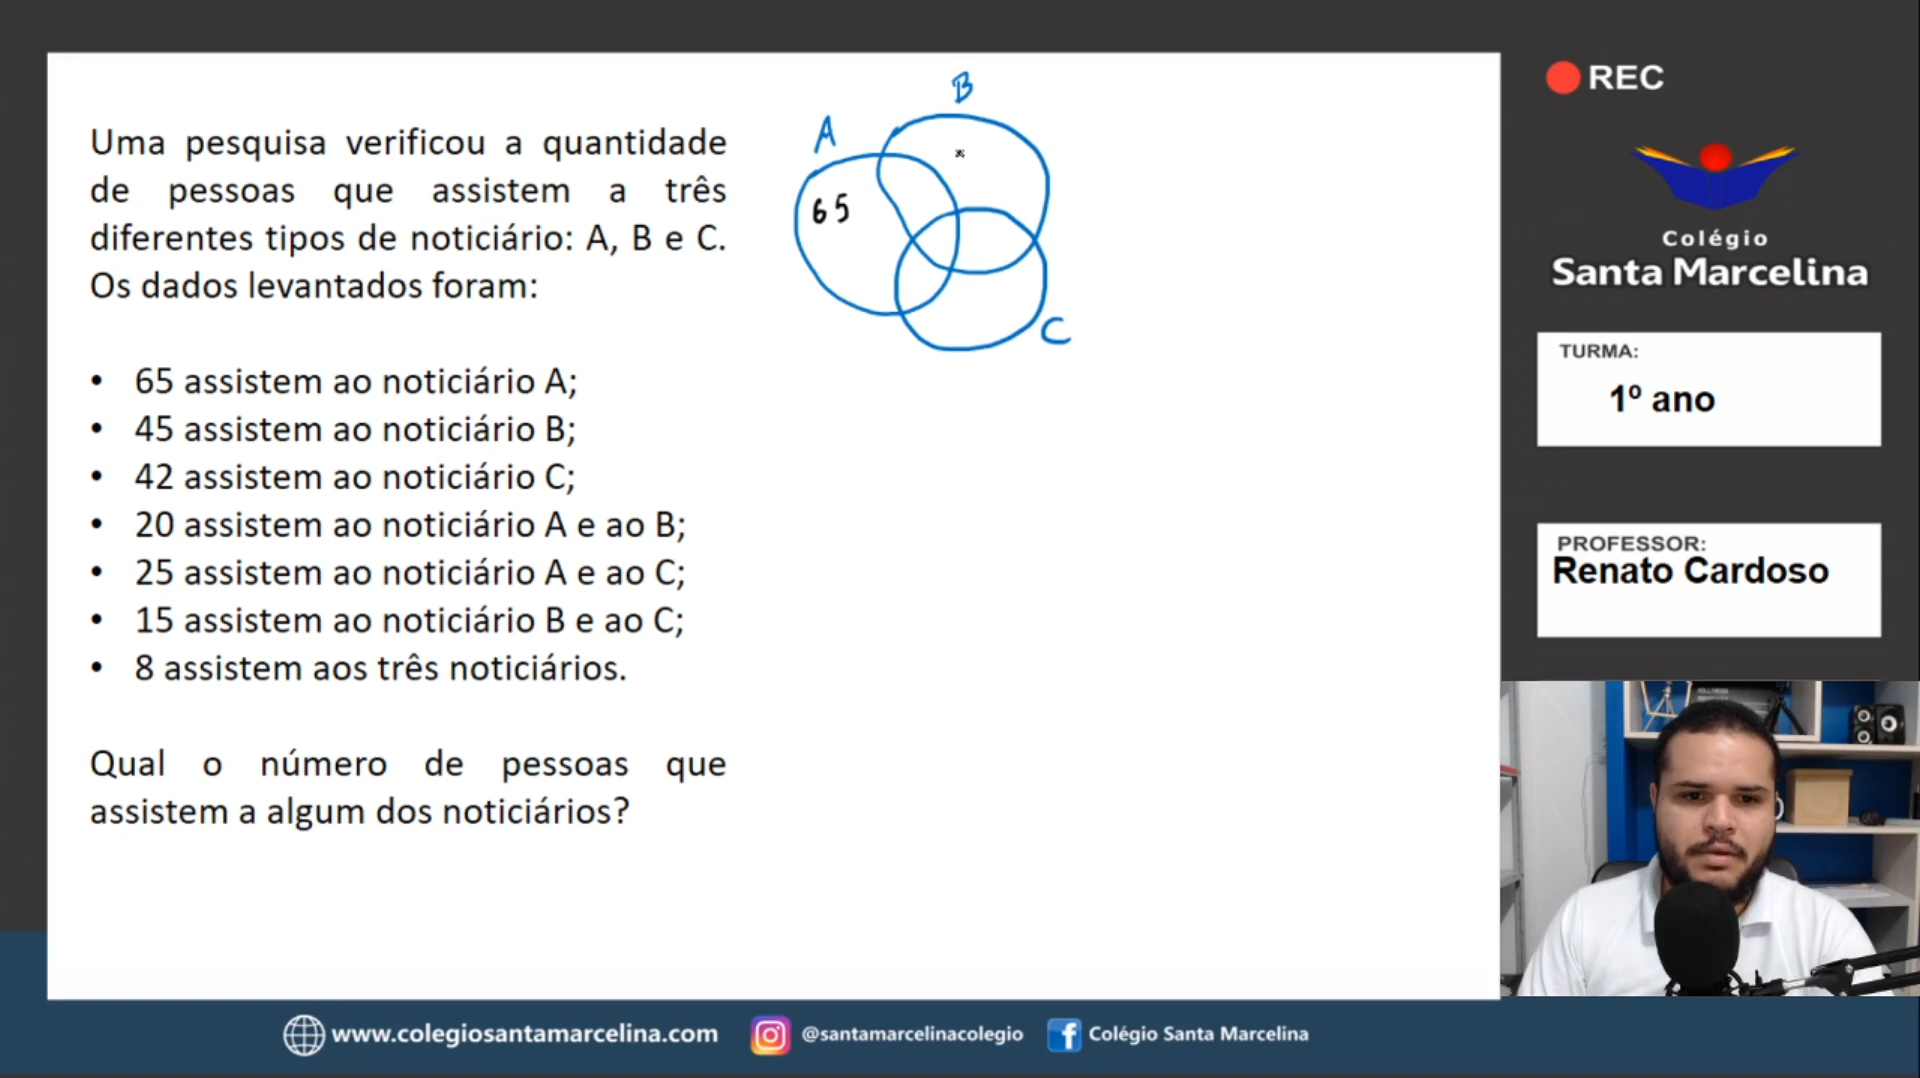 Uma pesquisa verificou a quantidade
de pessoas que assistem a três
diferentes tipos de noticiário: A, B e C.
Os dados levantados foram:
• 65 assistem ao noticiário A;
• 45 assistem ao noticiário B;
• 42 assistem ao noticiário C;
• 20 assistem ao noticiário A e ao B;
• 25 assistem ao noticiário A e ao C;
• 15 assistem ao noticiário B e ao C;
• 8 assistem aos três noticiários.
Qual o número de pessoas que
assistem a algum dos noticiários?
B
A
65
C
REC
Colégio
Santa Marcelina
TURMA:
1º ano
PROFESSOR:
Renato Cardoso
www.colegiosantamarcelina.com
@santamarcelinacolegio
Colégio Santa Marcelina